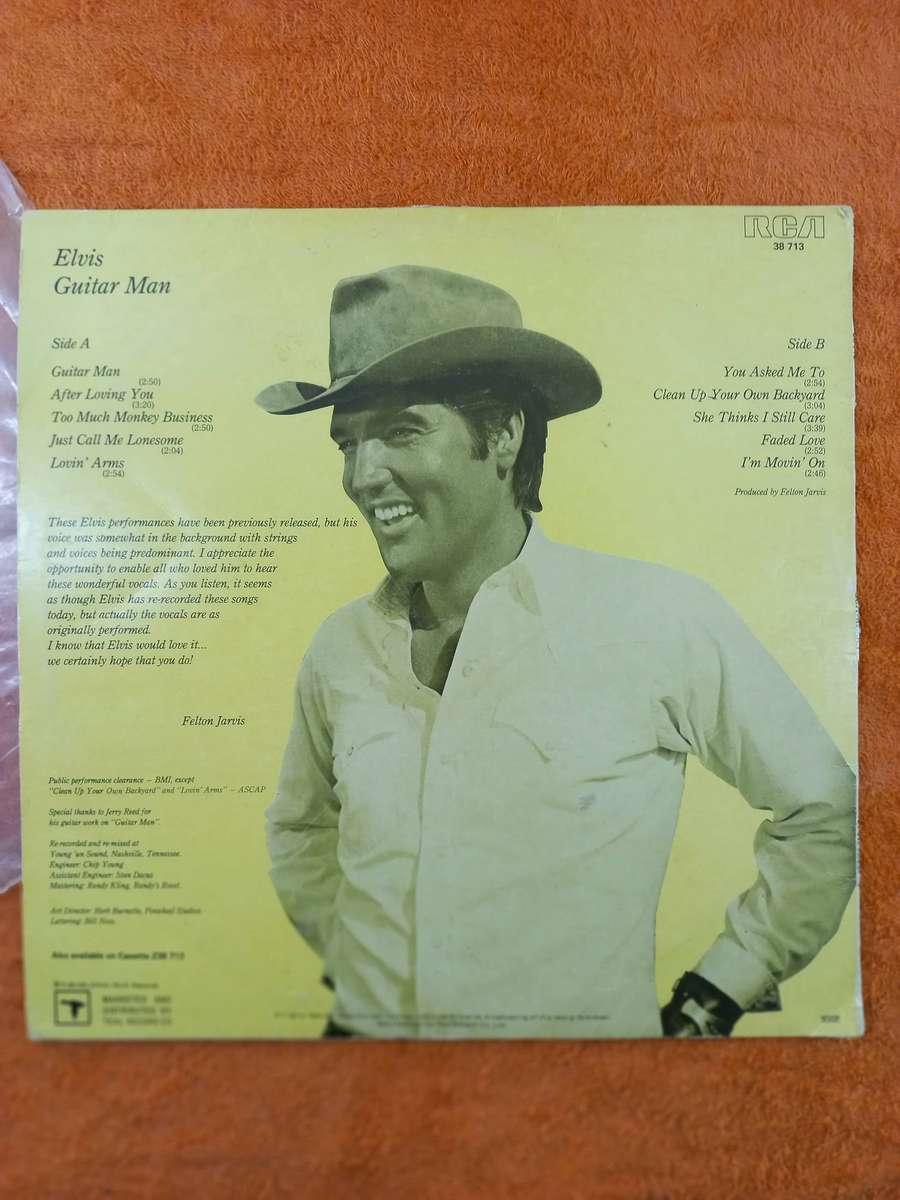 RCA
38 713
Elvis
Guitar Man
Side A
Guitar Man
(2:50)
After Loving You
(3:20)
Too Much Monkey Business
(2:50)
Just Call Me Lonesome
(2:04)
Lovin' Arms
(2:54)
Side B
You Asked Me To
(2:54)
Clean Up Your Own Backyard
(3:04)
She Thinks I Still Care
(3:39)
Faded Love
(2:52)
I'm Movin' On
(2:46)
Produced by Felton Jarvis
These Elvis performances have been previously released, but his
voice was somewhat in the background with strings
and voices being predominant. I appreciate the
opportunity to enable all who loved him to hear
these wonderful vocals. As you listen, it seems
as though Elvis has re-recorded these songs
today, but actually the vocals are as
originally performed.
I know that Elvis would love it...
we certainly hope that you do!
Felton Jarvis
Public performance clearance – BMI, except
"Clean Up Your Own Backyard" and "Lovin' Arms" – ASCAP
Special thanks to Jerry Reed for
his guitar work on "Guitar Man".
Re-recorded and re-mixed at
Young 'un Sound, Nashville, Tennessee.
Engineer: Chip Young
Assistant Engineer: Stan Dacus
Mastering: Randy Kling, Randy's Roost.
Art Director: Herb Burnette, Pinwheel Studios.
Lettering: Bill Ness.
Also available on Cassette Z38 713
MARKETED AND
DISTRIBUTED BY
TEAL RECORD CO